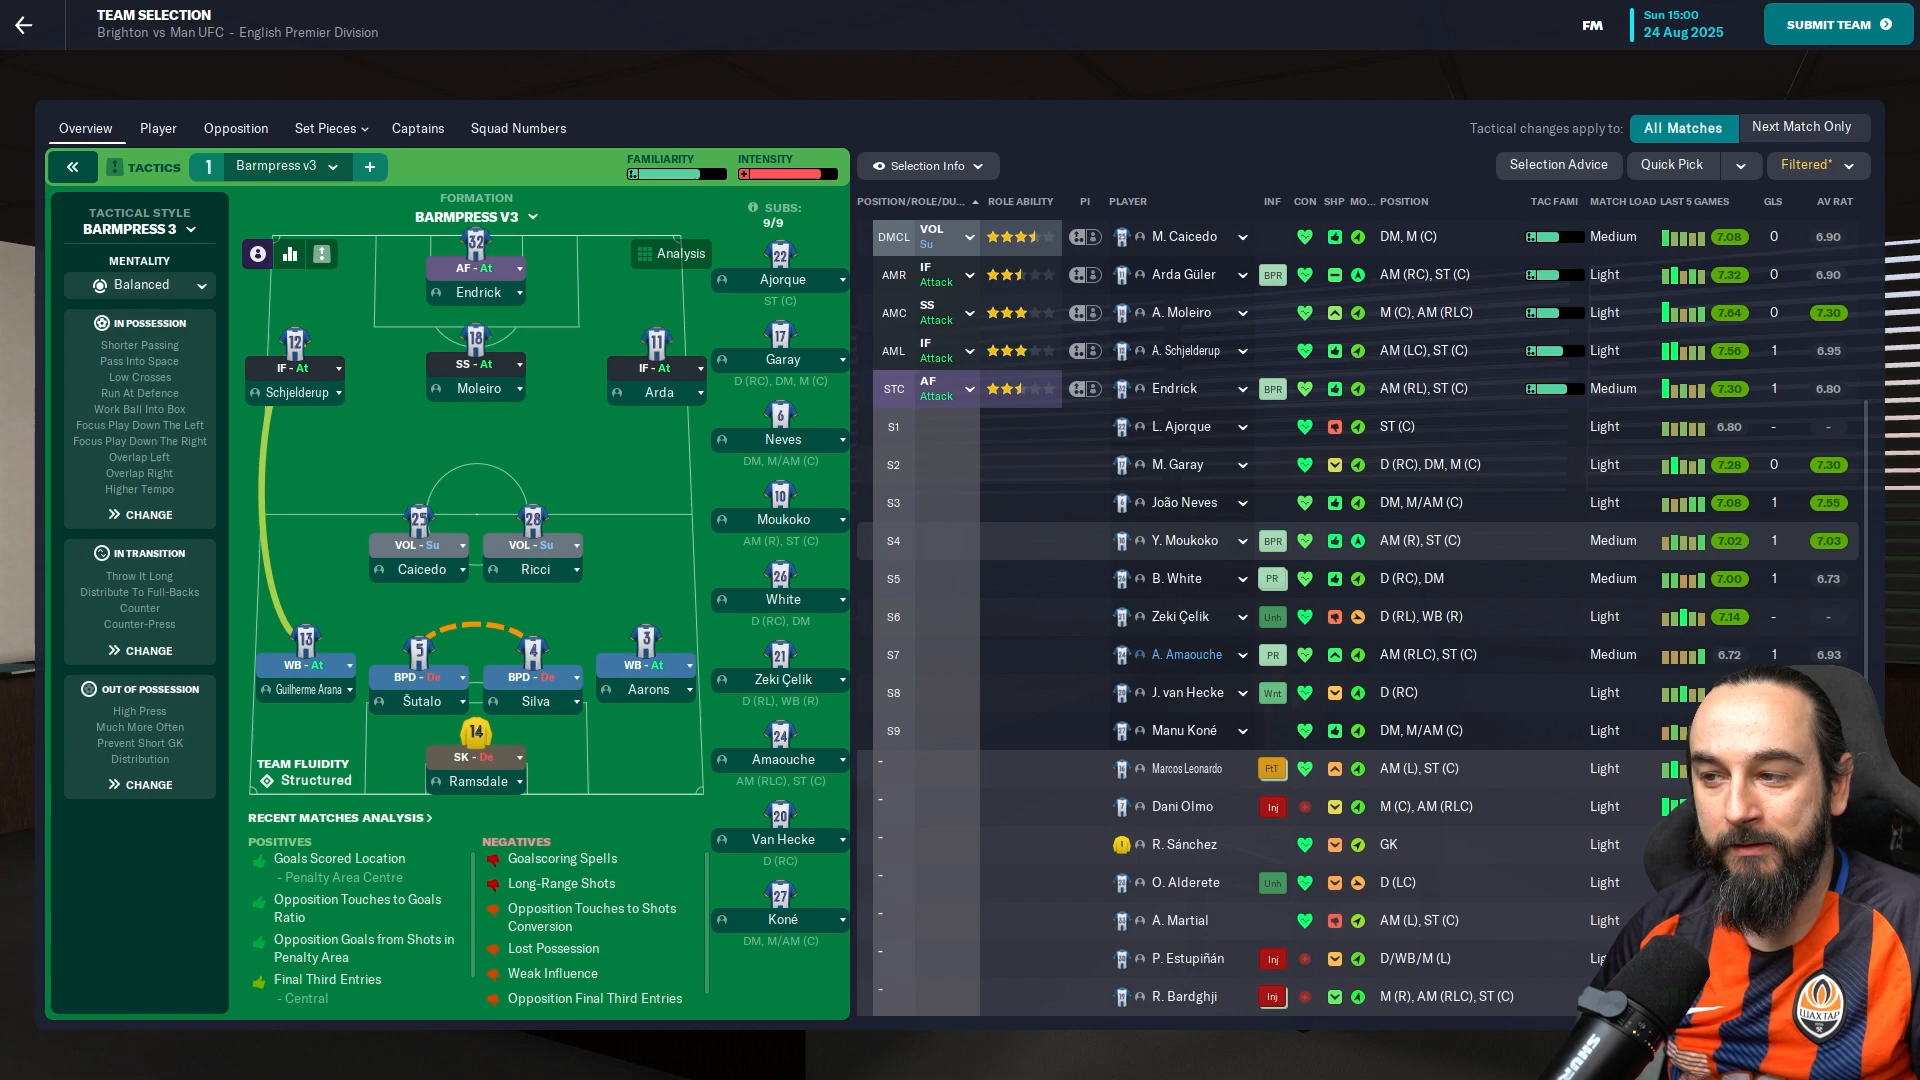 TEAM SELECTION
Brighton vs Man UFC - English Premier Division
FM
Sun 15:00
24 Aug 2025
SUBMIT TEAM
Overview
Player
Opposition
Set Pieces
Captains
Squad Numbers
Tactical changes apply to:
All Matches
Next Match Only
TACTICS
1
Barmpress v3
FAMILIARITY
INTENSITY
Selection Info
Selection Advice
Quick Pick
Filtered*
TACTICAL STYLE
BARMPRESS 3
MENTALITY
Balanced
IN POSSESSION
Shorter Passing
Pass Into Space
Low Crosses
Run At Defence
Work Ball Into Box
Focus Play Down The Left
Focus Play Down The Right
Overlap Left
Overlap Right
Higher Tempo
CHANGE
IN TRANSITION
Throw It Long
Distribute To Full-Backs
Counter
Counter-Press
CHANGE
OUT OF POSSESSION
High Press
Much More Often
Prevent Short GK
Distribution
CHANGE
FORMATION
BARMPRESS V3
Analysis
32
AF - At
Endrick
12
IF - At
Schjelderup
18
SS - At
Moleiro
11
IF - At
Arda
25
VOL - Su
Caicedo
28
VOL - Su
Ricci
13
WB - At
Guilherme Arana
5
BPD - De
Šutalo
4
BPD - De
Silva
3
WB - At
Aarons
14
SK - De
Ramsdale
TEAM FLUIDITY
Structured
RECENT MATCHES ANALYSIS
POSITIVES
Goals Scored Location
- Penalty Area Centre
Opposition Touches to Goals
Ratio
Opposition Goals from Shots in
Penalty Area
Final Third Entries
- Central
NEGATIVES
Goalscoring Spells
Long-Range Shots
Opposition Touches to Shots
Conversion
Lost Possession
Weak Influence
Opposition Final Third Entries
SUBS:
9/9
22
Ajorque
ST (C)
17
Garay
D (RC), DM, M (C)
6
Neves
DM, M/AM (C)
10
Moukoko
AM (R), ST (C)
26
White
D (RC), DM
21
Zeki Çelik
D (RL), WB (R)
24
Amaouche
AM (RLC), ST (C)
20
Van Hecke
D (RC)
27
Koné
DM, M/AM (C)
POSITION/ROLE/DU... ROLE ABILITY PI PLAYER INF CON SHP MO... POSITION TAC FAMI MATCH LOAD LAST 5 GAMES GLS AV RAT
DMCL VOL Su M. Caicedo DM, M (C) Medium 7.08 0 6.90
AMR IF Attack Arda Güler BPR AM (RC), ST (C) Light 7.32 0 6.90
AMC SS Attack A. Moleiro M (C), AM (RLC) Light 7.64 0 7.30
AML IF Attack A. Schjelderup AM (LC), ST (C) Light 7.56 1 6.95
STC AF Attack Endrick BPR AM (RL), ST (C) Medium 7.30 1 6.80
S1 L. Ajorque ST (C) Light 6.80 - -
S2 M. Garay D (RC), DM, M (C) Light 7.28 0 7.30
S3 João Neves DM, M/AM (C) Light 7.08 1 7.55
S4 Y. Moukoko BPR AM (R), ST (C) Medium 7.02 1 7.03
S5 B. White PR D (RC), DM Medium 7.00 1 6.73
S6 Zeki Çelik Unh D (RL), WB (R) Light 7.14 - -
S7 A. Amaouche PR AM (RLC), ST (C) Medium 6.72 1 6.93
S8 J. van Hecke Wnt D (RC) Light
S9 Manu Koné DM, M/AM (C) Light
- Marcos Leonardo FtT AM (L), ST (C) Light
- Dani Olmo Inj M (C), AM (RLC) Light
- R. Sánchez GK Light
- O. Alderete Unh D (LC) Light
- A. Martial AM (L), ST (C) Light
- P. Estupiñán Inj D/WB/M (L)
- R. Bardghji Inj M (R), AM (RLC), ST (C)
ШАХТАР